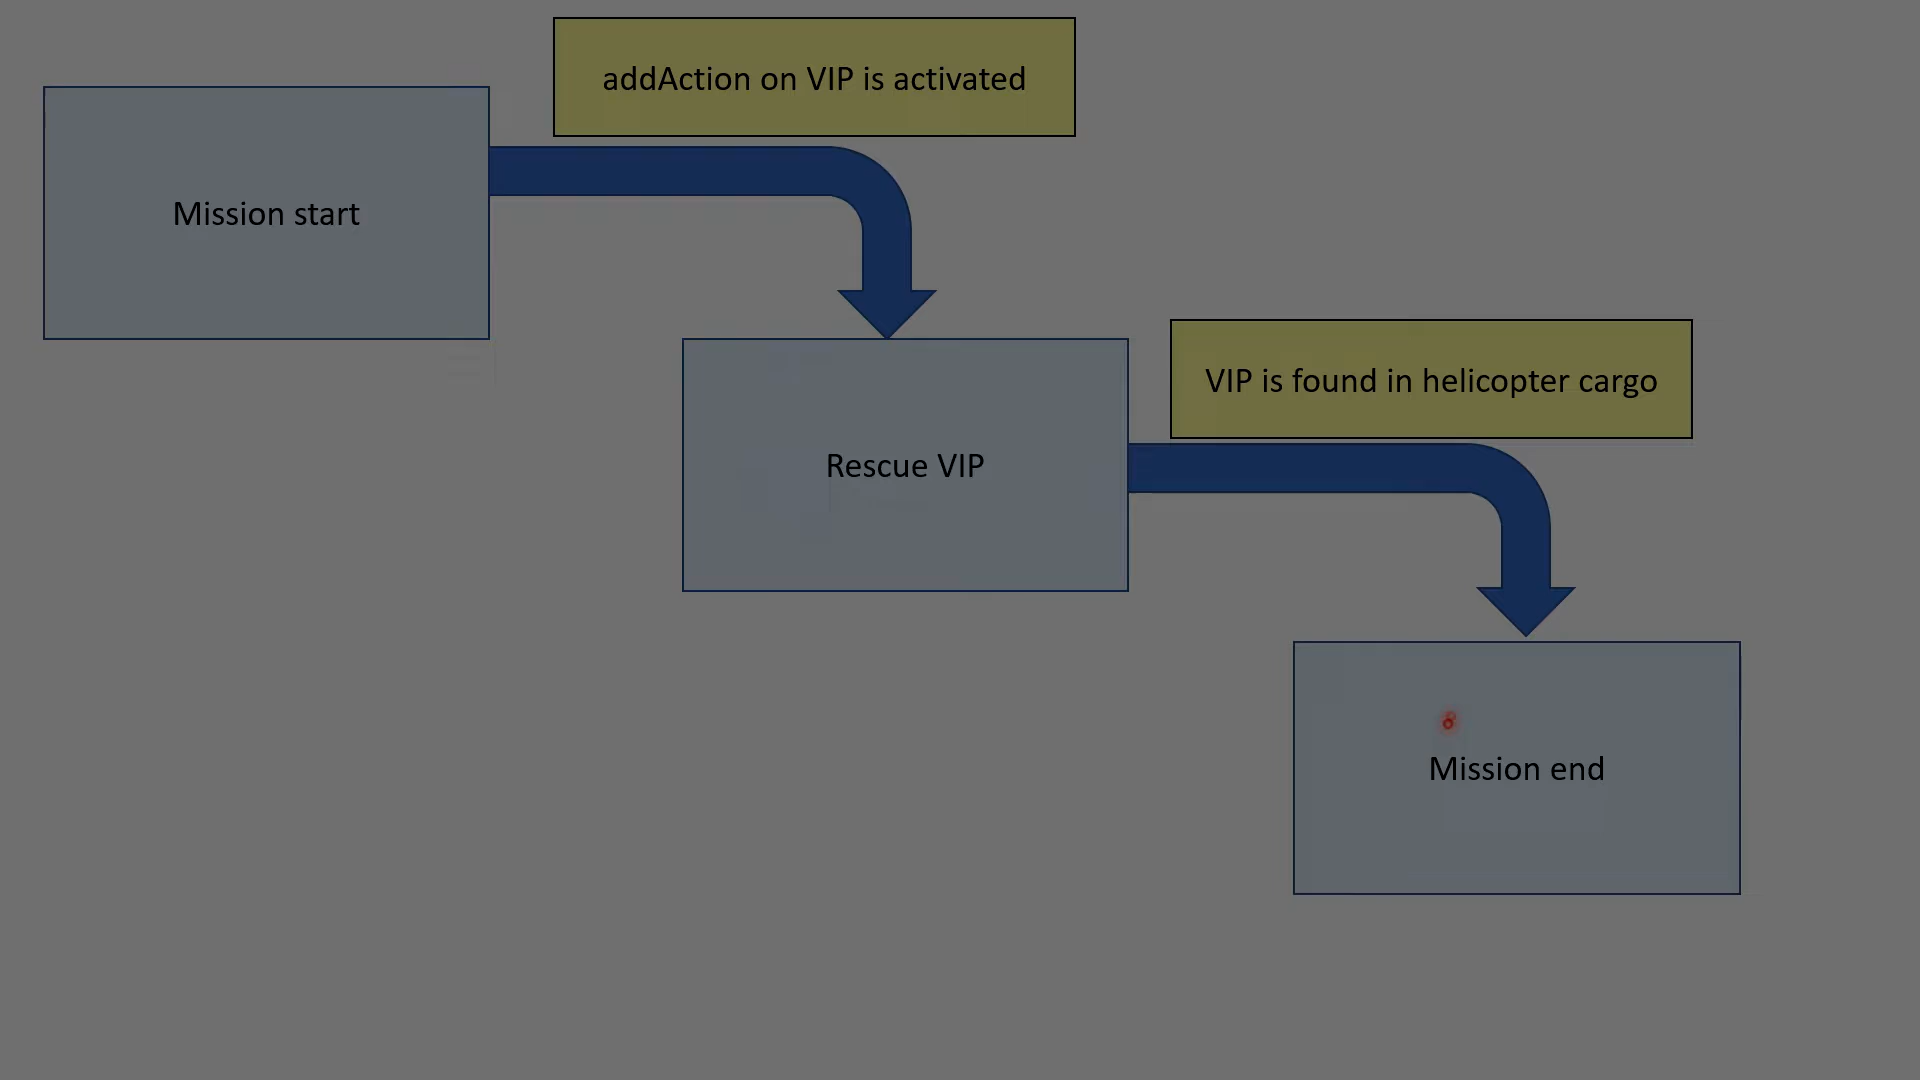 addAction on VIP is activated
Mission start
VIP is found in helicopter cargo
Rescue VIP
Mission end